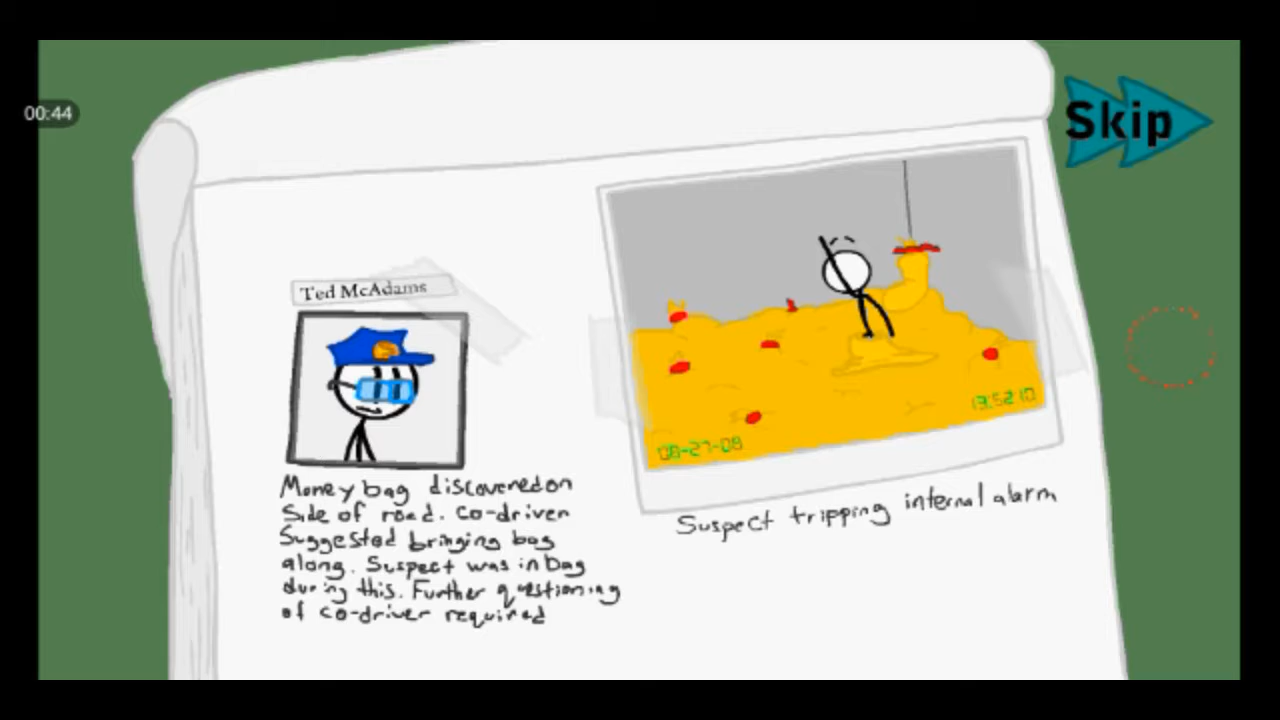 00:44
Skip
Ted McAdams
Money bag discovered on
Side of road. Co-driver
Suggested bringing bag
along. Suspect was in bag
during this. Further questioning
of co-driver required
08-27-08
19:52 10
Suspect tripping internal alarm